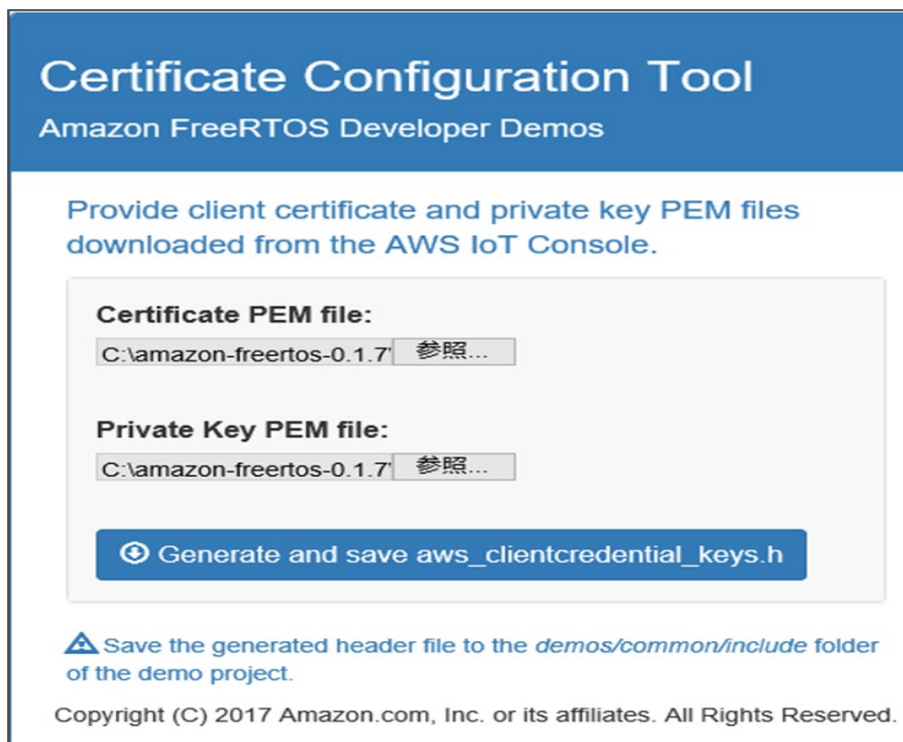 Certificate Configuration Tool
Amazon FreeRTOS Developer Demos
Provide client certificate and private key PEM files
downloaded from the AWS IoT Console.
Certificate PEM file:
C:\amazon-freertos-0.1.7' 参照...
Private Key PEM file:
C:\amazon-freertos-0.1.7' 参照...
Generate and save aws_clientcredential_keys.h
Save the generated header file to the demos/common/include folder
of the demo project.
Copyright (C) 2017 Amazon.com, Inc. or its affiliates. All Rights Reserved.